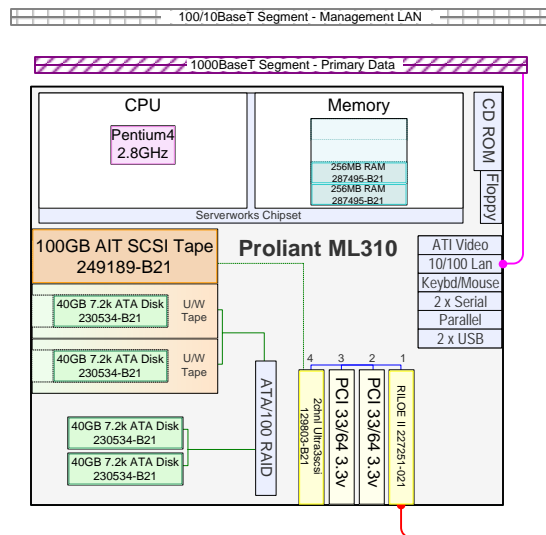 100/10BaseT Segment - Management LAN
1000BaseT Segment - Primary Data
CPU
Pentium4
2.8GHz
Memory
256MB RAM
287495-B21
256MB RAM
287495-B21
Serverworks Chipset
CD ROM
Floppy
100GB AIT SCSI Tape
249189-B21
Proliant ML310
ATI Video
10/100 Lan
Keybd/Mouse
2 x Serial
Parallel
2 x USB
40GB 7.2k ATA Disk
230534-B21
U/W
Tape
40GB 7.2k ATA Disk
230534-B21
U/W
Tape
40GB 7.2k ATA Disk
230534-B21
40GB 7.2k ATA Disk
230534-B21
ATA/100 RAID
4 3 2 1
2chnl Ultra3scsi
129803-B21
PCI 33/64 3.3v
PCI 33/64 3.3v
RILOE II 227251-021